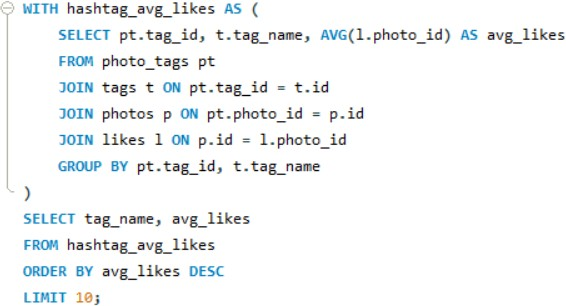 WITH hashtag_avg_likes AS (
SELECT pt.tag_id, t.tag_name, AVG(l.photo_id) AS avg_likes
FROM photo_tags pt
JOIN tags t ON pt.tag_id = t.id
JOIN photos p ON pt.photo_id = p.id
JOIN likes l ON p.id = l.photo_id
GROUP BY pt.tag_id, t.tag_name
)
SELECT tag_name, avg_likes
FROM hashtag_avg_likes
ORDER BY avg_likes DESC
LIMIT 10;